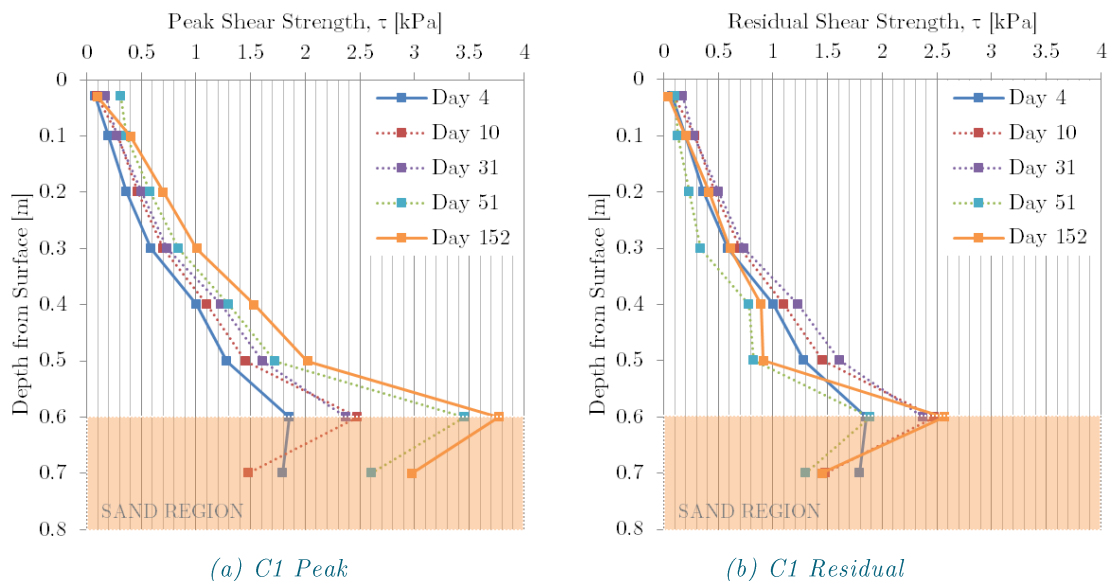 Peak Shear Strength, τ [kPa]
0 0.5 1 1.5 2 2.5 3 3.5 4
0
0.1
0.2
0.3
0.4
0.5
0.6
0.7
0.8
Depth from Surface [m]
Day 4
Day 10
Day 31
Day 51
Day 152
SAND REGION
(a) C1 Peak
Residual Shear Strength, τ [kPa]
0 0.5 1 1.5 2 2.5 3 3.5 4
0
0.1
0.2
0.3
0.4
0.5
0.6
0.7
0.8
Depth from Surface [m]
Day 4
Day 10
Day 31
Day 51
Day 152
SAND REGION
(b) C1 Residual